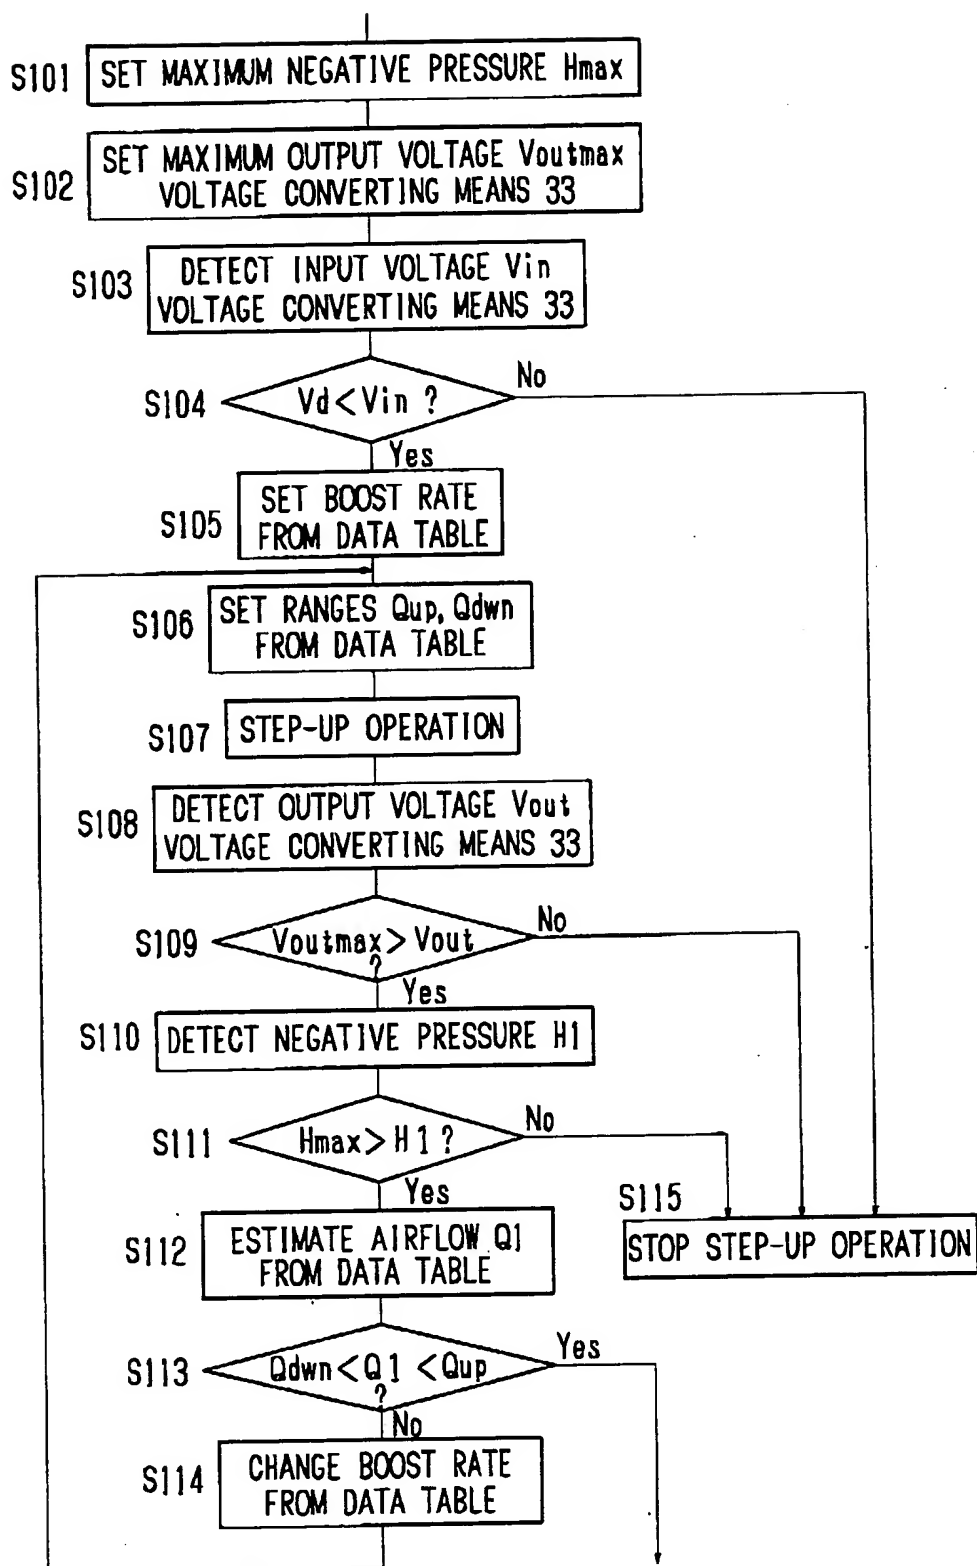 S101 SET MAXIMUM NEGATIVE PRESSURE Hmax
S102 SET MAXIMUM OUTPUT VOLTAGE Voutmax
VOLTAGE CONVERTING MEANS 33
S103 DETECT INPUT VOLTAGE Vin
VOLTAGE CONVERTING MEANS 33
S104 Vd<Vin ?
No
Yes
S105 SET BOOST RATE
FROM DATA TABLE
S106 SET RANGES Qup, Qdwn
FROM DATA TABLE
S107 STEP-UP OPERATION
S108 DETECT OUTPUT VOLTAGE Vout
VOLTAGE CONVERTING MEANS 33
S109 Voutmax> Vout
?
No
Yes
S110 DETECT NEGATIVE PRESSURE H1
S111 Hmax> H1 ?
No
Yes
S112 ESTIMATE AIRFLOW Q1
FROM DATA TABLE
S115
STOP STEP-UP OPERATION
S113 Qdwn<Q1 <Qup
?
Yes
No
S114 CHANGE BOOST RATE
FROM DATA TABLE